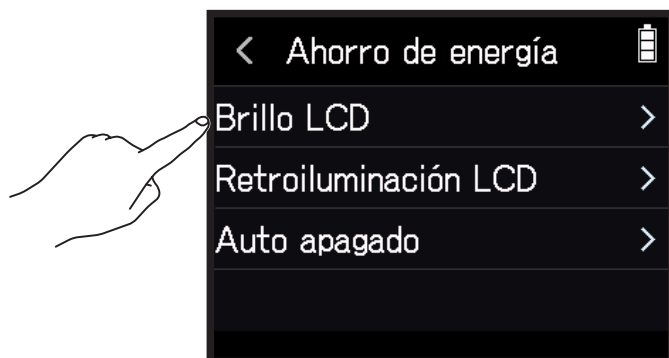 Ahorro de energía
Brillo LCD
Retroiluminación LCD
Auto apagado